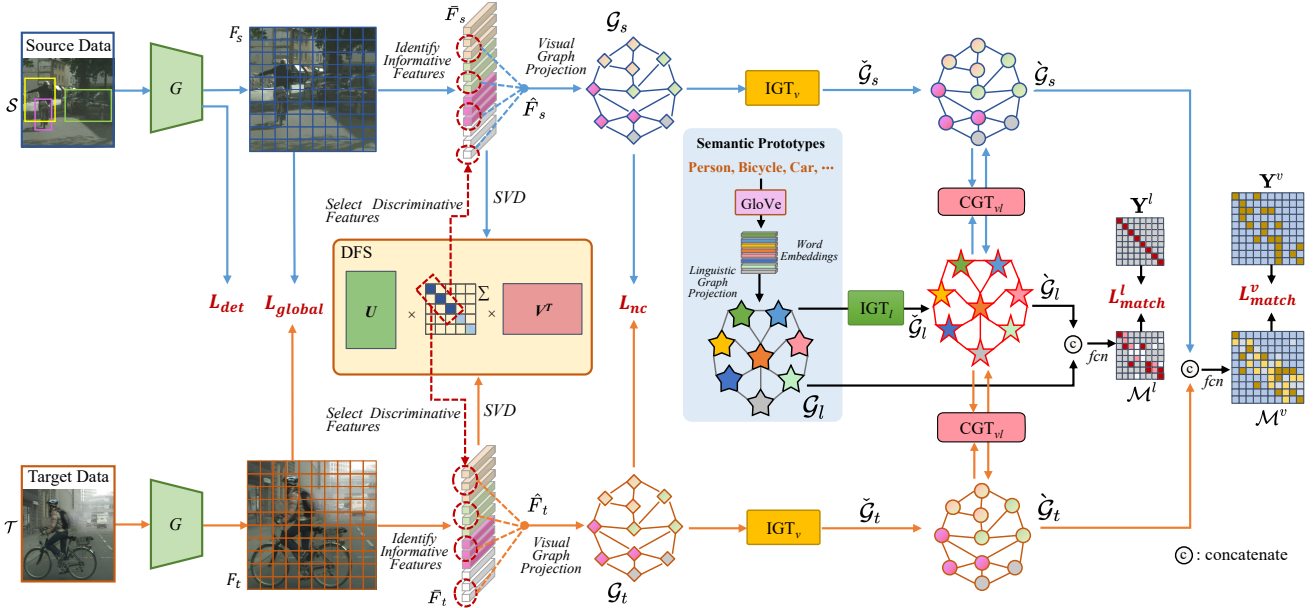 Source Data
S
G
F_s
Identify
Informative
Features
F̄_s
F̂_s
Visual
Graph
Projection
𝒢_s
IGT_v
𝒢̌_s
𝒢̀_s
Select Discriminative
Features
SVD
DFS
U
×
Σ
×
V^T
L_det
L_global
L_nc
Semantic Prototypes
Person, Bicycle, Car, ···
GloVe
Word
Embeddings
Linguistic
Graph
Projection
𝒢_l
IGT_l
𝒢̌_l
𝒢̀_l
CGT_vl
CGT_vl
c
fcn
Y^l
L^l_match
ℳ^l
c
fcn
Y^v
L^v_match
ℳ^v
Select Discriminative
Features
SVD
Target Data
T
G
F_t
Identify
Informative
Features
F̄_t
F̂_t
Visual
Graph
Projection
𝒢_t
IGT_v
𝒢̌_t
𝒢̀_t
c : concatenate